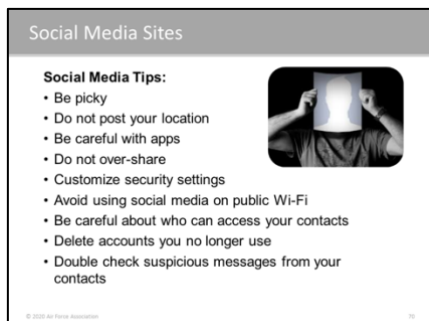 Social Media Sites
Social Media Tips:
• Be picky
• Do not post your location
• Be careful with apps
• Do not over-share
• Customize security settings
• Avoid using social media on public Wi-Fi
• Be careful about who can access your contacts
• Delete accounts you no longer use
• Double check suspicious messages from your
contacts
© 2020 Air Force Association
70